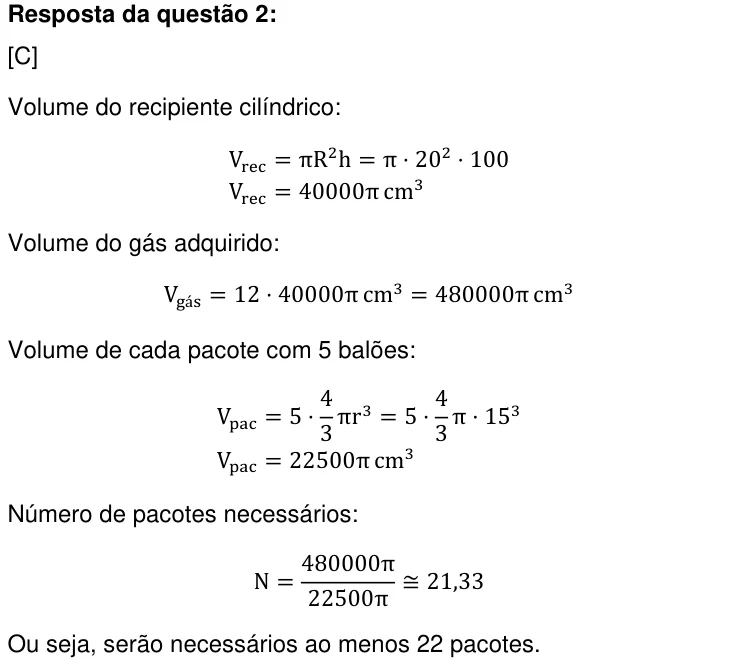 Resposta da questão 2:
[C]
Volume do recipiente cilíndrico:
V_rec = πR²h = π · 20² · 100
V_rec = 40000π cm³
Volume do gás adquirido:
V_gás = 12 · 40000π cm³ = 480000π cm³
Volume de cada pacote com 5 balões:
V_pac = 5 · 4/3 πr³ = 5 · 4/3 π · 15³
V_pac = 22500π cm³
Número de pacotes necessários:
N = 480000π/22500π ≅ 21,33
Ou seja, serão necessários ao menos 22 pacotes.